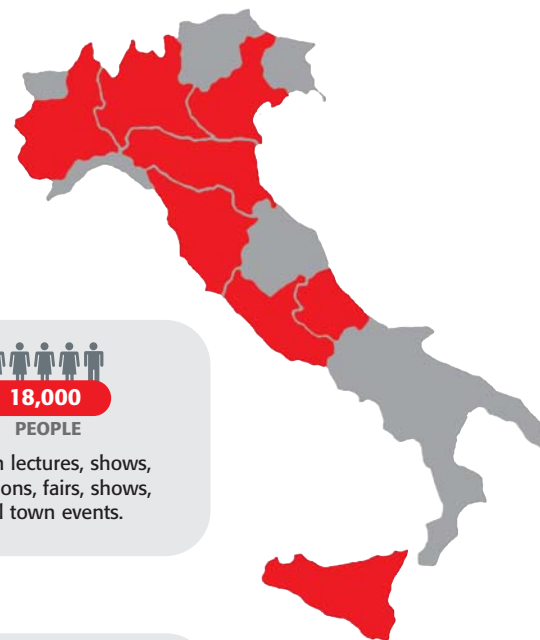 18,000
PEOPLE
lectures, shows,
fairs, shows,
town events.